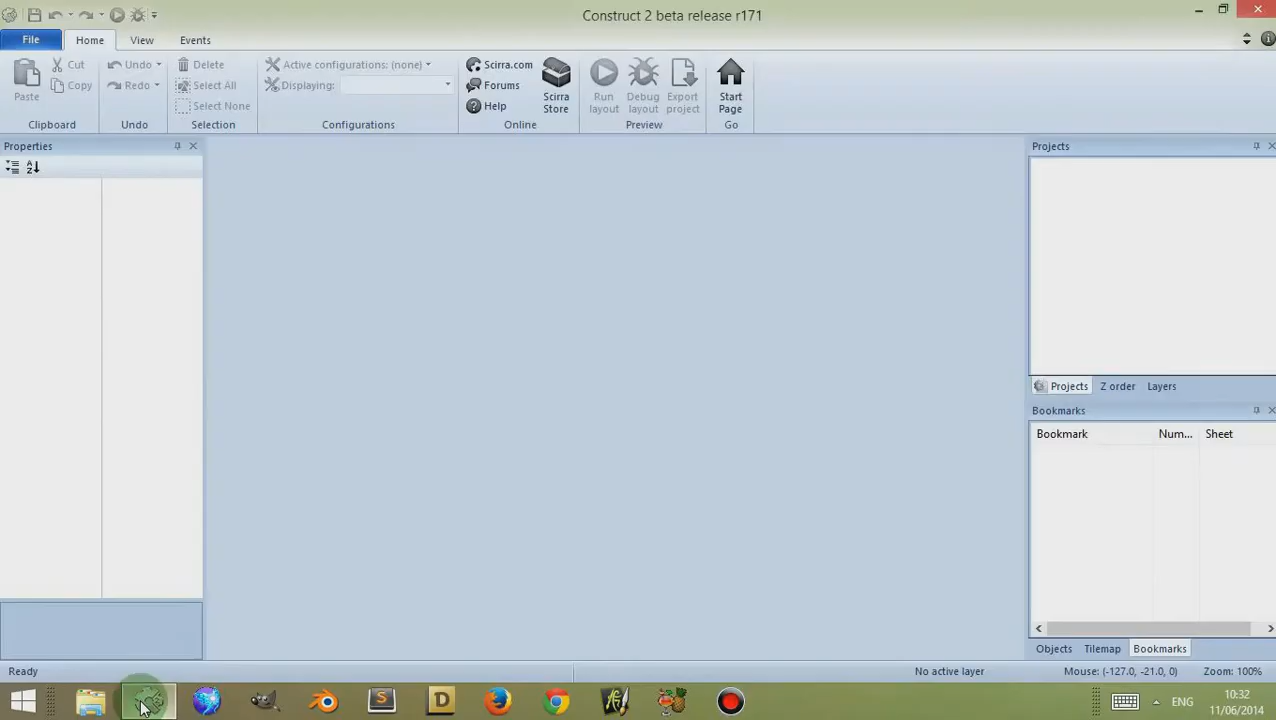 Construct 2 beta release r171
File Home View Events
Paste
Cut
Copy
Clipboard
Undo
Redo
Undo
Delete
Select All
Select None
Selection
Active configurations: (none)
Displaying:
Configurations
Scirra.com
Forums
Help
Scirra Store
Online
Run layout
Debug layout
Export project
Preview
Start Page
Go
Properties
Projects
Projects Z order Layers
Bookmarks
Bookmark Num... Sheet
Objects Tilemap Bookmarks
Ready No active layer Mouse: (-127.0, -21.0, 0) Zoom: 100%
ENG
10:32
11/06/2014